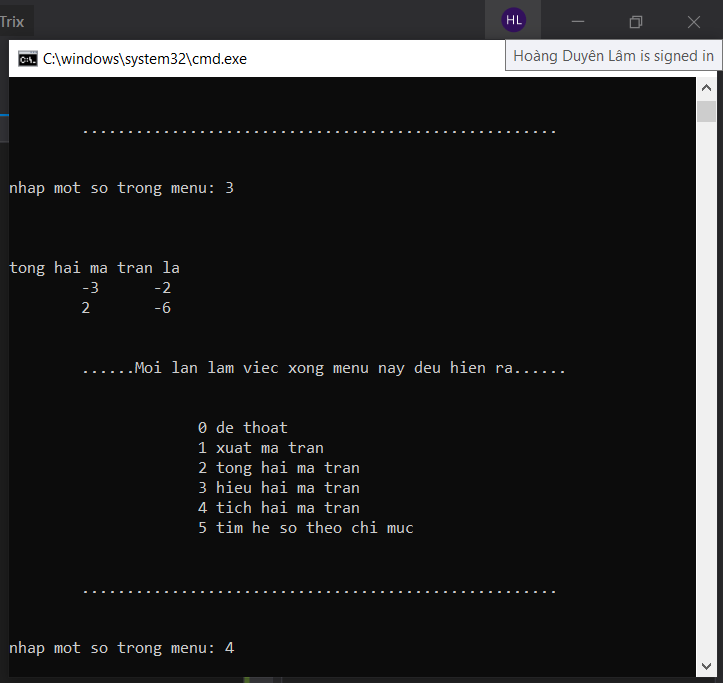 Trix
HL
C:\windows\system32\cmd.exe
Hoàng Duyên Lâm is signed in
.....................................................
nhap mot so trong menu: 3
tong hai ma tran la
-3 -2
2 -6
......Moi lan lam viec xong menu nay deu hien ra......
0 de thoat
1 xuat ma tran
2 tong hai ma tran
3 hieu hai ma tran
4 tich hai ma tran
5 tim he so theo chi muc
.....................................................
nhap mot so trong menu: 4